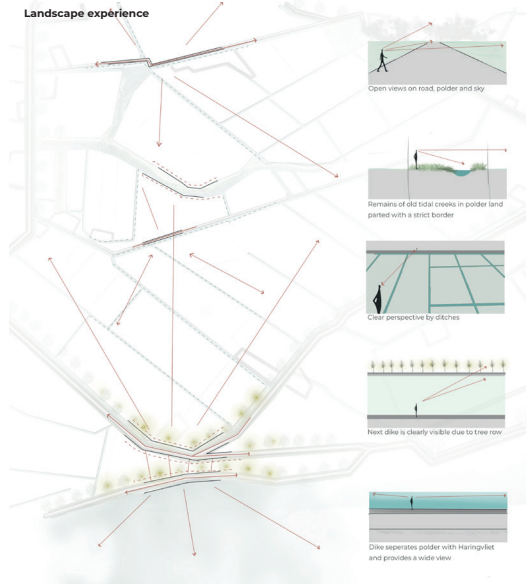 Landscape experience
Open views on road, polder and sky
Remains of old tidal creeks in polder land
parted with a strict border
Clear perspective by ditches
Next dike is clearly visible due to tree row
Dike seperates polder with Haringvliet
and provides a wide view